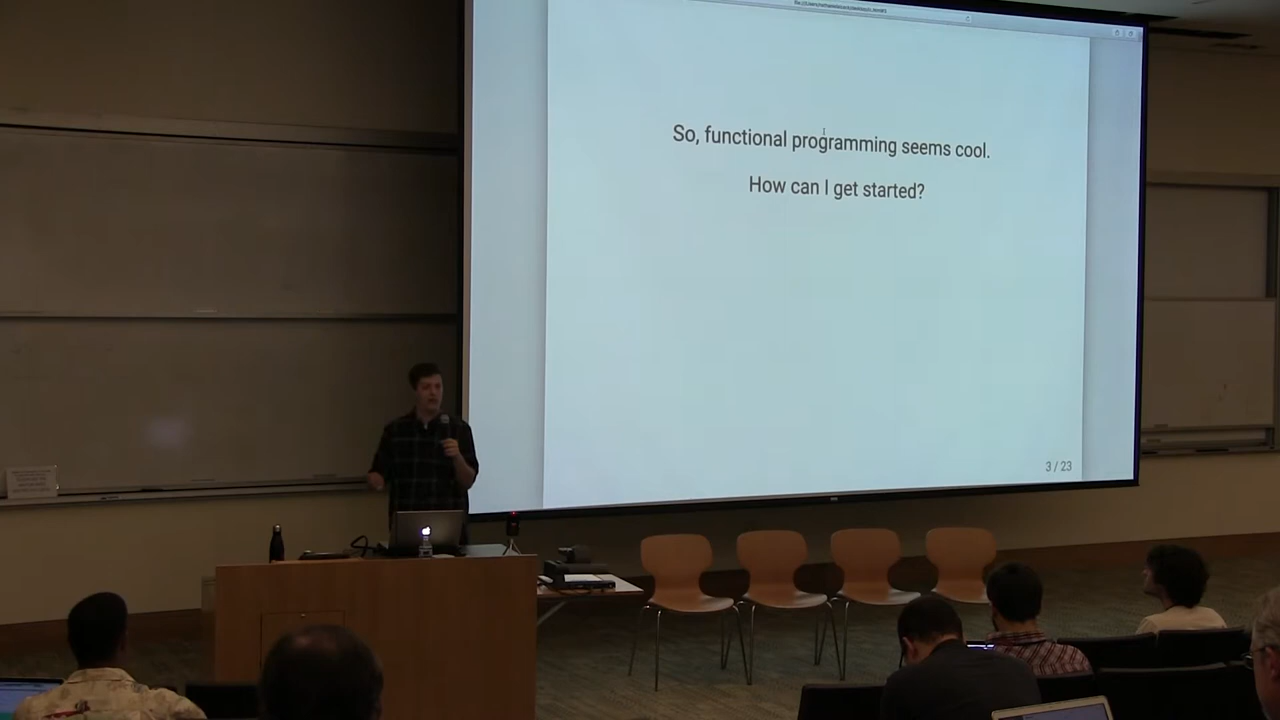 So, functional programming seems cool.
How can I get started?
3 / 23